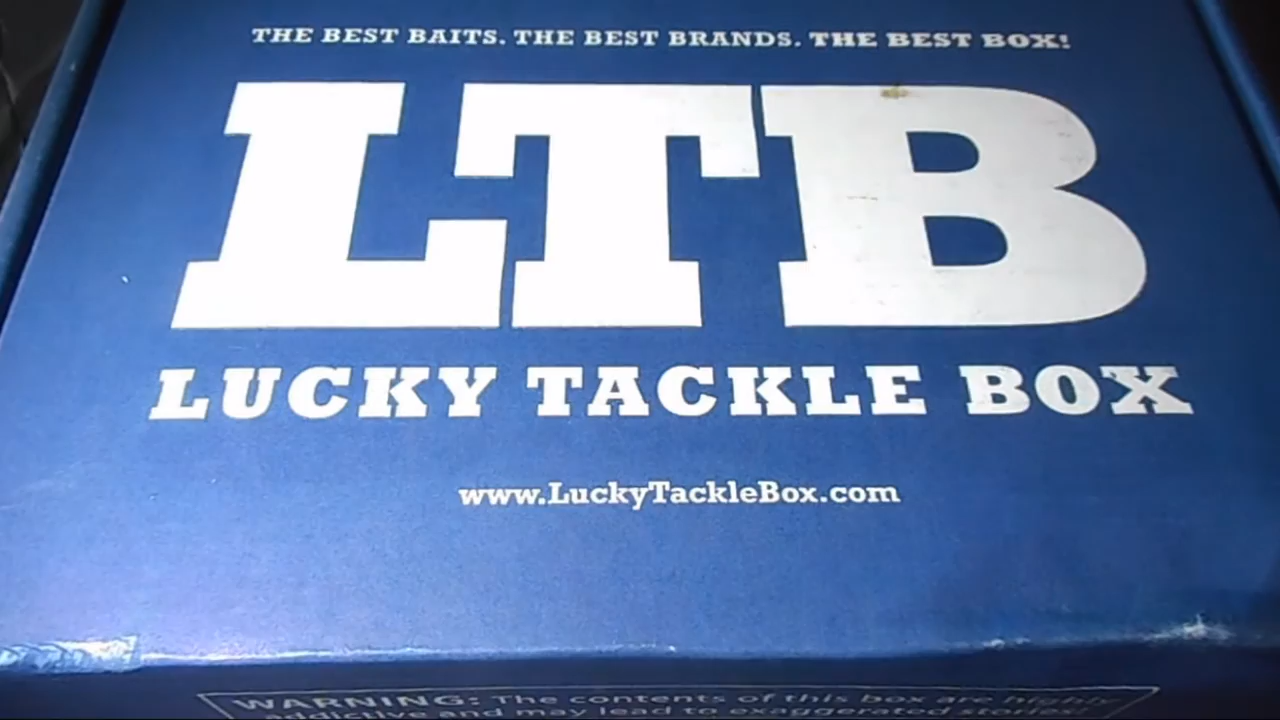 THE BEST BAITS. THE BEST BRANDS. THE BEST BOX!
LTB
LUCKY TACKLE BOX
www.LuckyTackleBox.com
WARNING: The contents of this box are highly
addictive and may lead to exaggerated stories